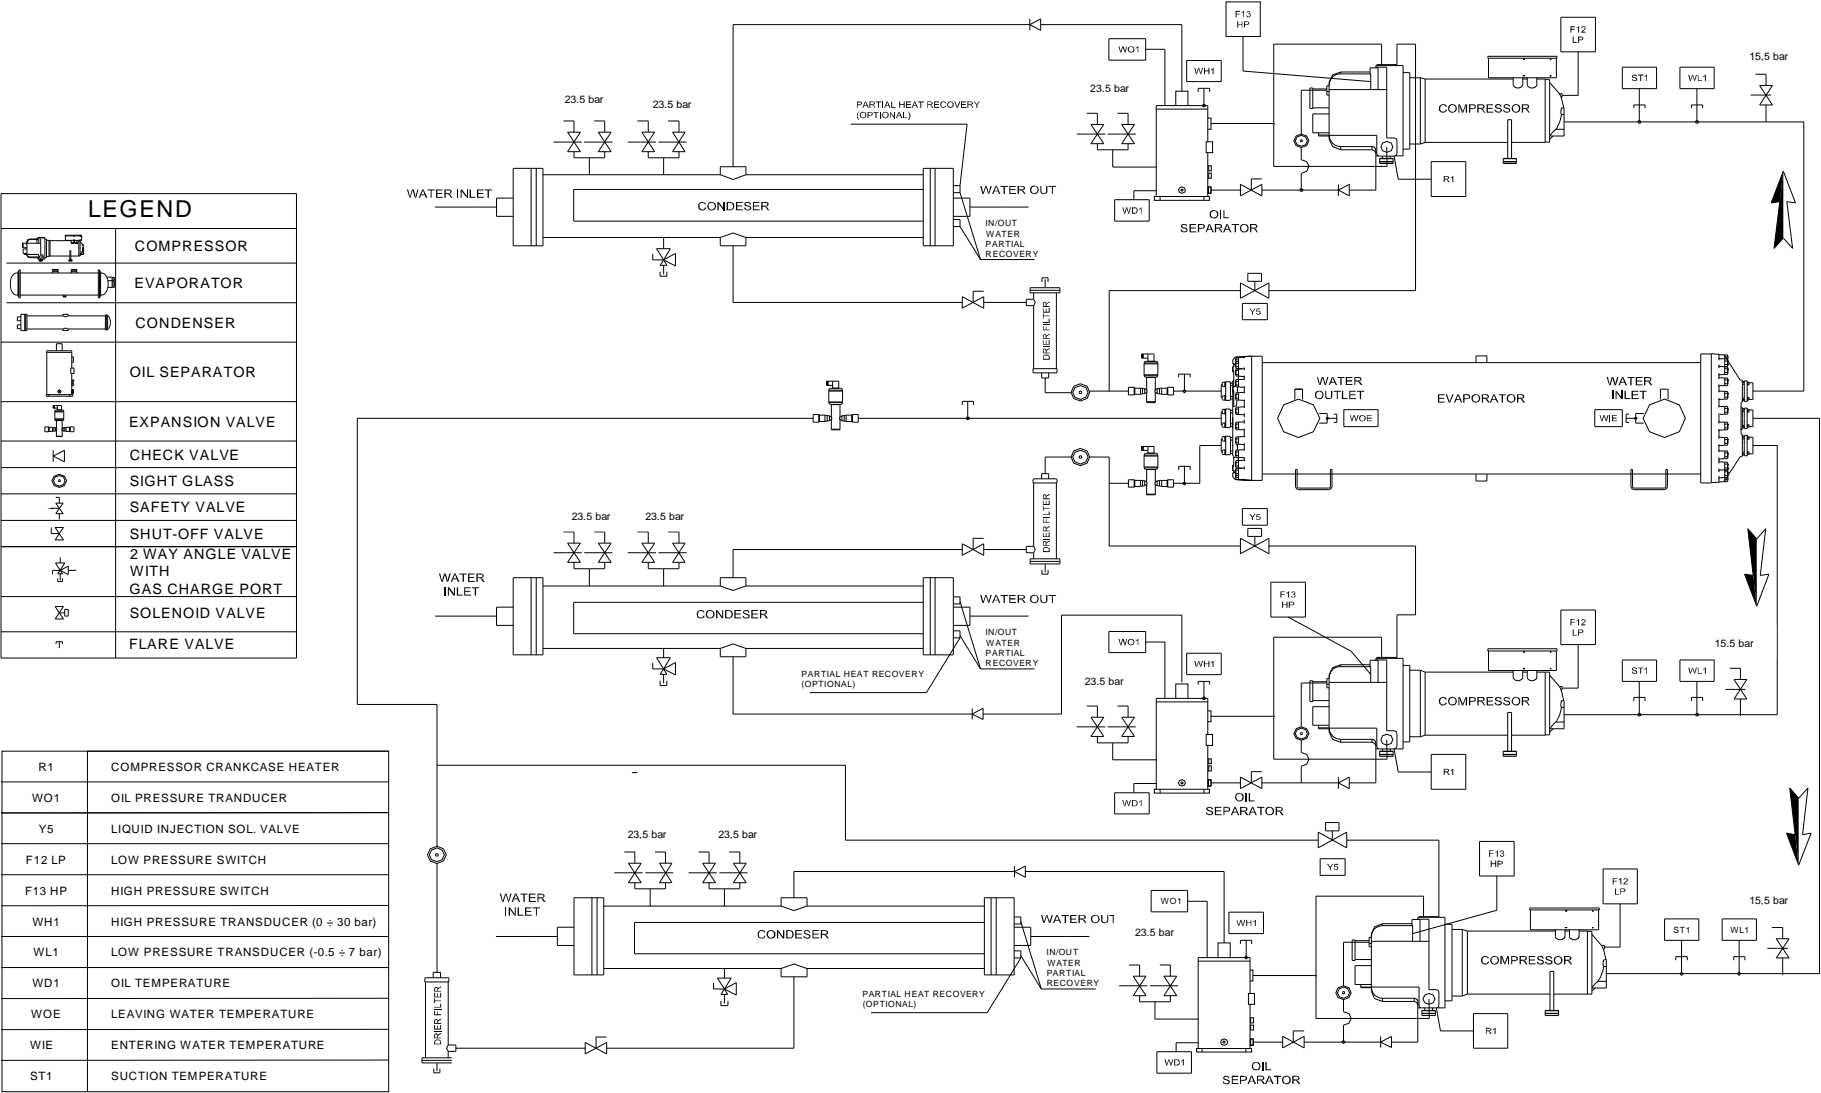 F13
HP
F12
LP
WO1
WH1
ST1
WL1
15,5 bar
23.5 bar
23.5 bar
23.5 bar
PARTIAL HEAT RECOVERY
(OPTIONAL)
COMPRESSOR
WATER INLET
CONDESER
WATER OUT
R1
WD1
OIL
SEPARATOR
IN/OUT
WATER
PARTIAL
RECOVERY
LEGEND
COMPRESSOR
EVAPORATOR
CONDENSER
OIL SEPARATOR
EXPANSION VALVE
CHECK VALVE
SIGHT GLASS
SAFETY VALVE
SHUT-OFF VALVE
2 WAY ANGLE VALVE
WITH
GAS CHARGE PORT
SOLENOID VALVE
FLARE VALVE
DRIER FILTER
Y5
WATER
OUTLET
WOE
EVAPORATOR
WATER
INLET
WIE
DRIER FILTER
Y5
23.5 bar
23.5 bar
WATER
INLET
CONDESER
WATER OUT
IN/OUT
WATER
PARTIAL
RECOVERY
PARTIAL HEAT RECOVERY
(OPTIONAL)
F13
HP
F12
LP
WO1
WH1
ST1
WL1
15.5 bar
23.5 bar
COMPRESSOR
R1
WD1
OIL
SEPARATOR
R1 COMPRESSOR CRANKCASE HEATER
WO1 OIL PRESSURE TRANDUCER
Y5 LIQUID INJECTION SOL. VALVE
F12 LP LOW PRESSURE SWITCH
F13 HP HIGH PRESSURE SWITCH
WH1 HIGH PRESSURE TRANSDUCER (0 ÷ 30 bar)
WL1 LOW PRESSURE TRANSDUCER (-0.5 ÷ 7 bar)
WD1 OIL TEMPERATURE
WOE LEAVING WATER TEMPERATURE
WIE ENTERING WATER TEMPERATURE
ST1 SUCTION TEMPERATURE
23,5 bar
23,5 bar
Y5
F13
HP
F12
LP
WATER
INLET
CONDESER
WATER OUT
IN/OUT
WATER
PARTIAL
RECOVERY
PARTIAL HEAT RECOVERY
(OPTIONAL)
WO1
WH1
ST1
WL1
15,5 bar
23.5 bar
COMPRESSOR
R1
WD1
OIL
SEPARATOR
DRIER FILTER